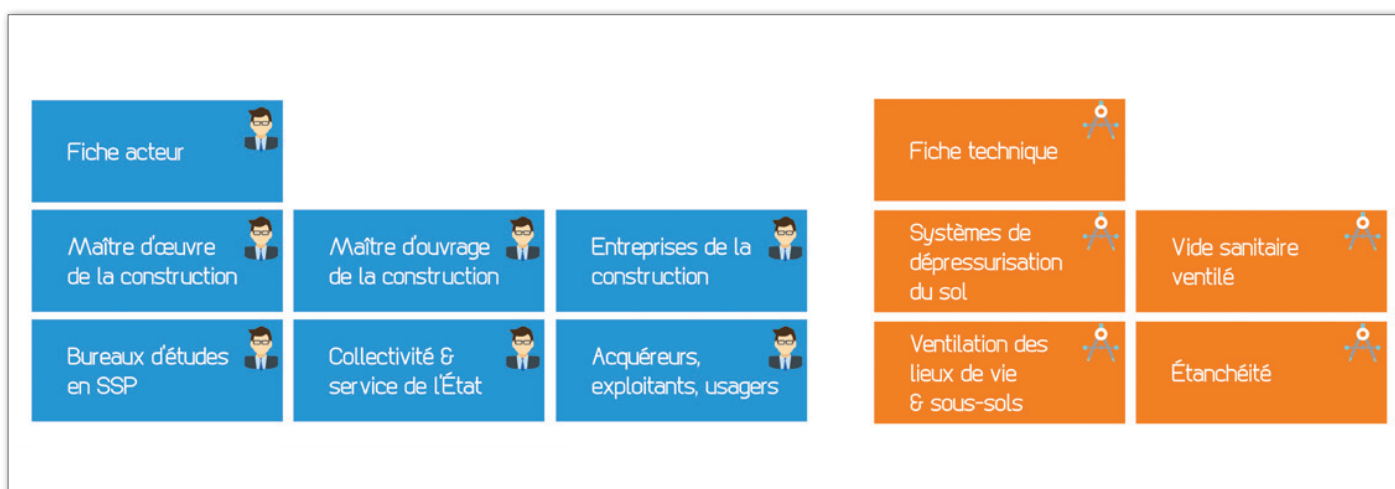 Fiche acteur
Maître d'œuvre
de la construction
Maître d'ouvrage
de la construction
Entreprises de la
construction
Bureaux d'études
en SSP
Collectivité &
service de l'État
Acquéreurs,
exploitants, usagers
Fiche technique
Systèmes de
dépressurisation
du sol
Vide sanitaire
ventilé
Ventilation des
lieux de vie
& sous-sols
Étanchéité